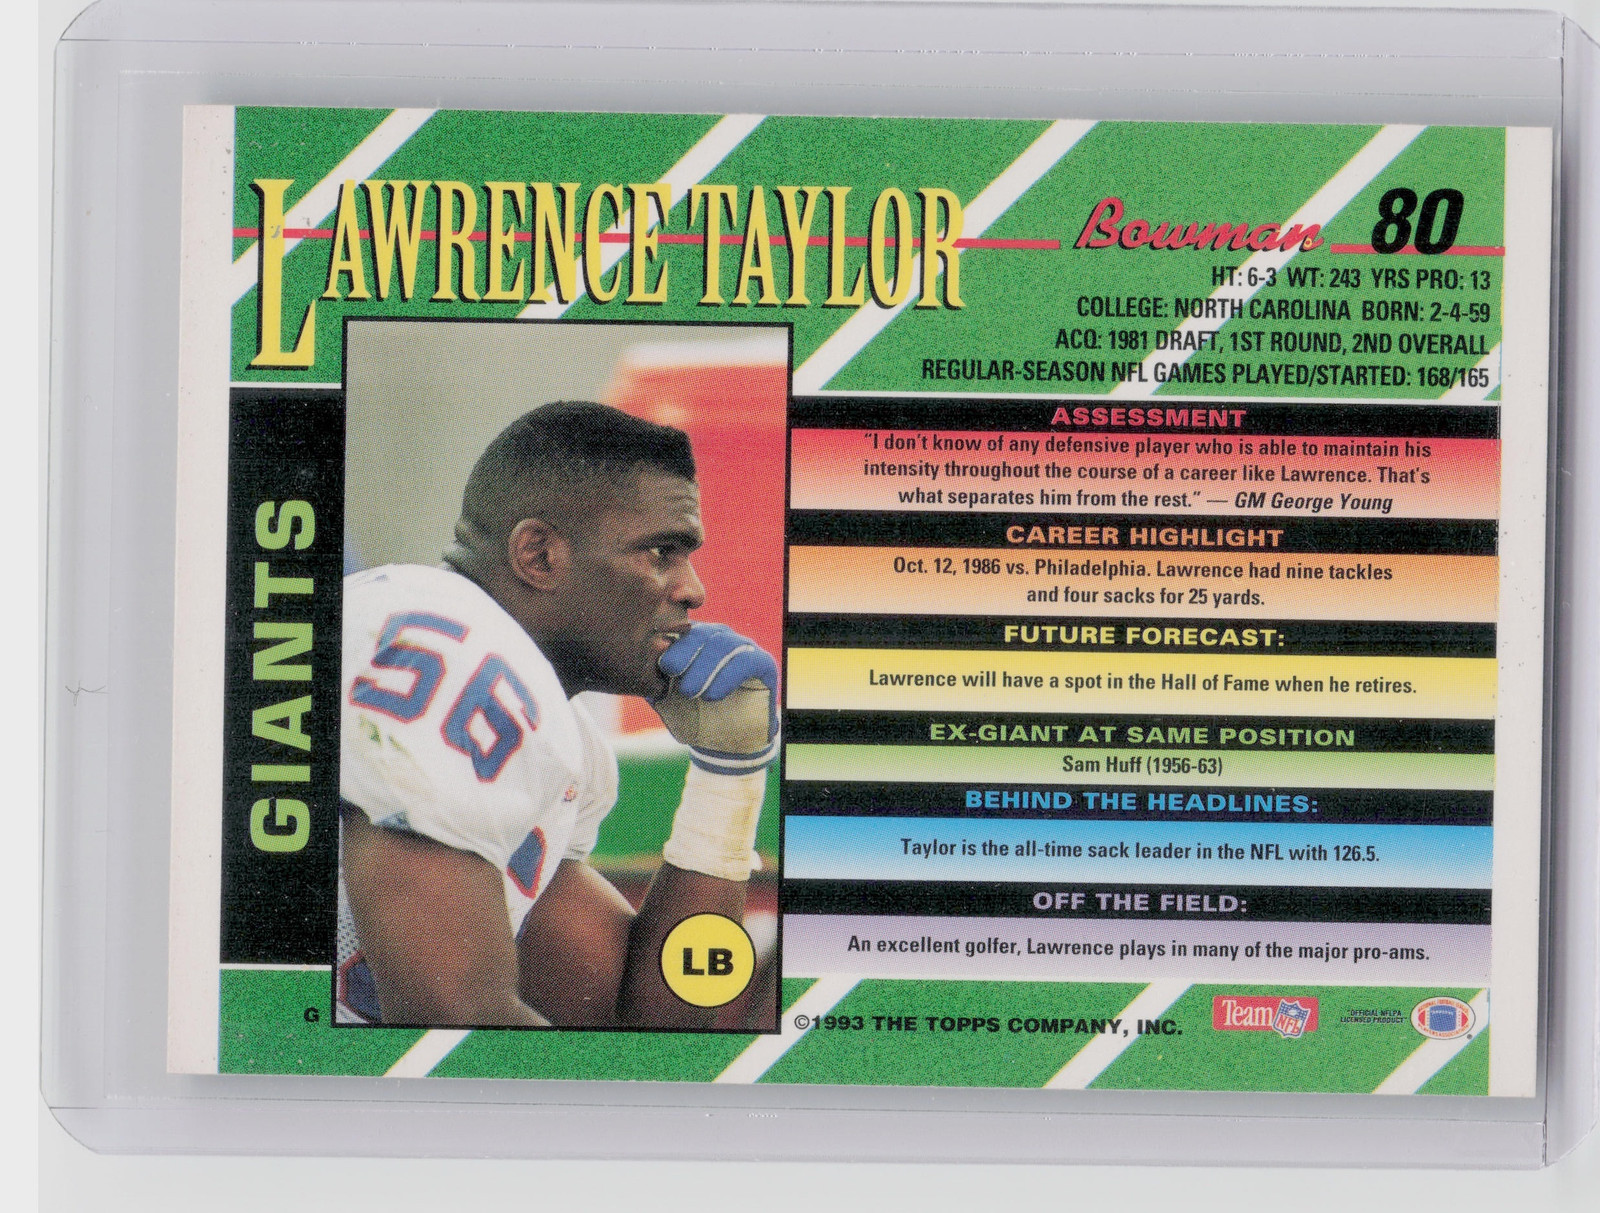 LAWRENCE TAYLOR
Bowman 80
HT: 6-3 WT: 243 YRS PRO: 13
COLLEGE: NORTH CAROLINA BORN: 2-4-59
ACQ: 1981 DRAFT, 1ST ROUND, 2ND OVERALL
REGULAR-SEASON NFL GAMES PLAYED/STARTED: 168/165
GIANTS
56
LB
ASSESSMENT
"I don't know of any defensive player who is able to maintain his
intensity throughout the course of a career like Lawrence. That's
what separates him from the rest." — GM George Young
CAREER HIGHLIGHT
Oct. 12, 1986 vs. Philadelphia. Lawrence had nine tackles
and four sacks for 25 yards.
FUTURE FORECAST:
Lawrence will have a spot in the Hall of Fame when he retires.
EX-GIANT AT SAME POSITION
Sam Huff (1956-63)
BEHIND THE HEADLINES:
Taylor is the all-time sack leader in the NFL with 126.5.
OFF THE FIELD:
An excellent golfer, Lawrence plays in many of the major pro-ams.
G
©1993 THE TOPPS COMPANY, INC.
Team NFL
"OFFICIAL NFLPA
LICENSED PRODUCT"